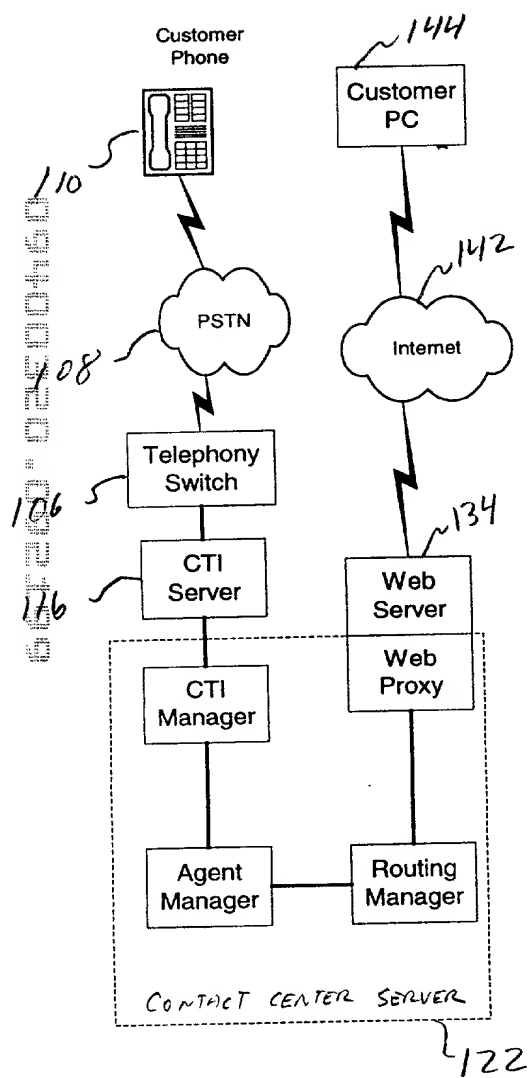 Customer
Phone
144
Customer
PC
110
142
PSTN
Internet
108
Telephony
Switch
106
134
CTI
Server
116
Web
Server
Web
Proxy
CTI
Manager
Agent
Manager
Routing
Manager
CONTACT CENTER SERVER
122